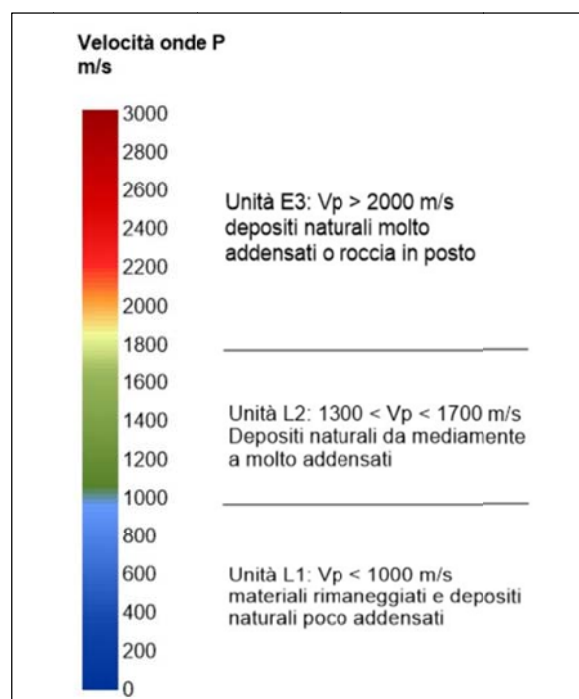 Velocità onde P
m/s
3000
2800
2600
2400
2200
2000
1800
1600
1400
1200
1000
800
600
400
200
0
Unità E3: Vp > 2000 m/s
depositi naturali molto
addensati o roccia in posto
Unità L2: 1300 < Vp < 1700 m/s
Depositi naturali da mediamente
a molto addensati
Unità L1: Vp < 1000 m/s
materiali rimaneggiati e depositi
naturali poco addensati